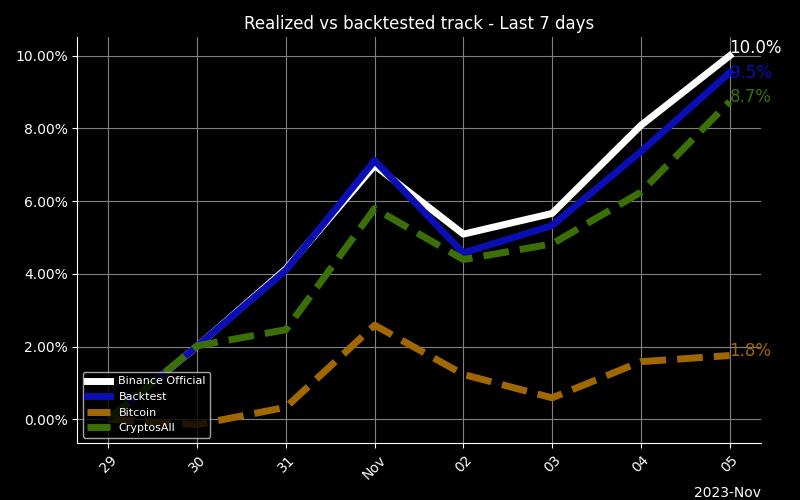 Realized vs backtested track - Last 7 days
10.00%
8.00%
6.00%
4.00%
2.00%
0.00%
10.0%
9.5%
8.7%
1.8%
Binance Official
Backtest
Bitcoin
CryptosAll
29
30
31
Nov
02
03
04
05
2023-Nov